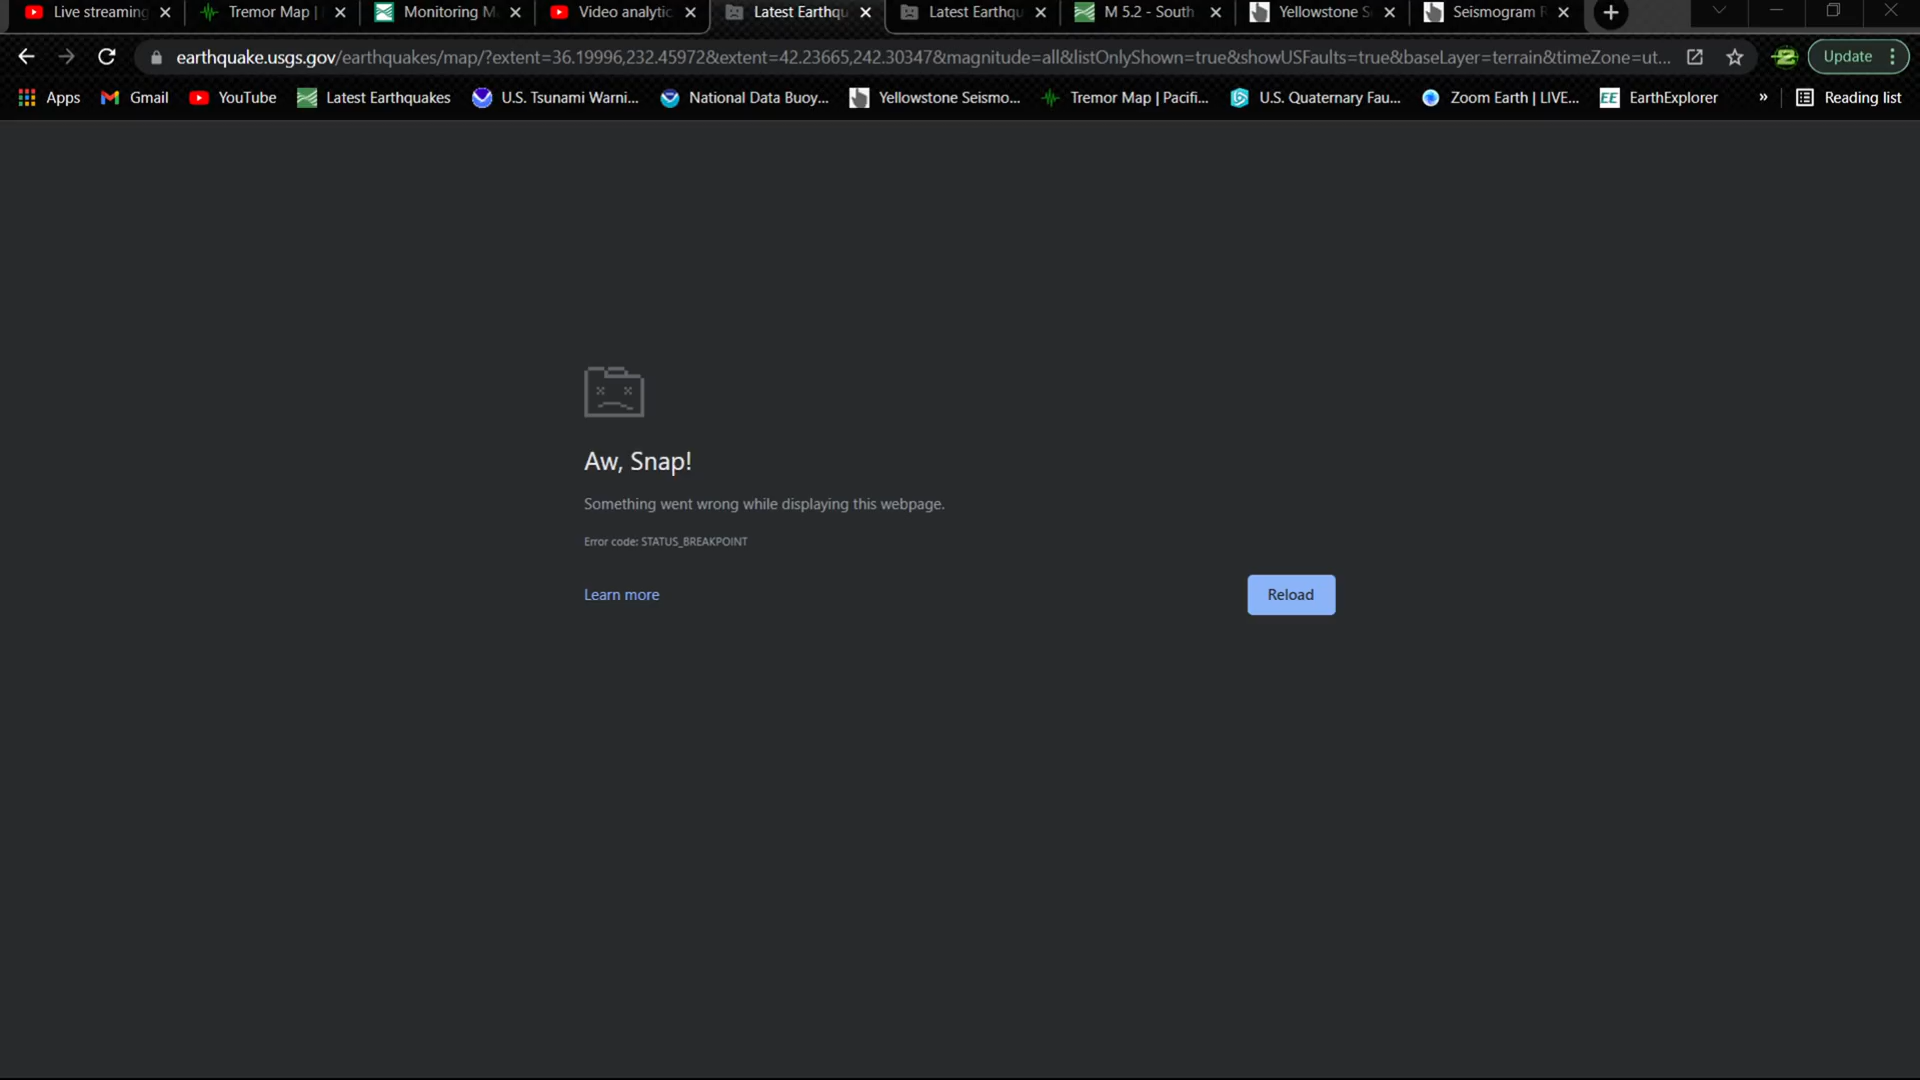 Live streaming
Tremor Map |
Monitoring M
Video analytic
Latest Earthqu
Latest Earthqu
M 5.2 - South
Yellowstone S
Seismogram R
earthquake.usgs.gov/earthquakes/map/?extent=36.19996,232.45972&extent=42.23665,242.30347&magnitude=all&listOnlyShown=true&showUSFaults=true&baseLayer=terrain&timeZone=ut...
Update
Apps
Gmail
YouTube
Latest Earthquakes
U.S. Tsunami Warni...
National Data Buoy...
Yellowstone Seismo...
Tremor Map | Pacifi...
U.S. Quaternary Fau...
Zoom Earth | LIVE...
EE EarthExplorer
»
Reading list
Aw, Snap!
Something went wrong while displaying this webpage.
Error code: STATUS_BREAKPOINT
Learn more
Reload